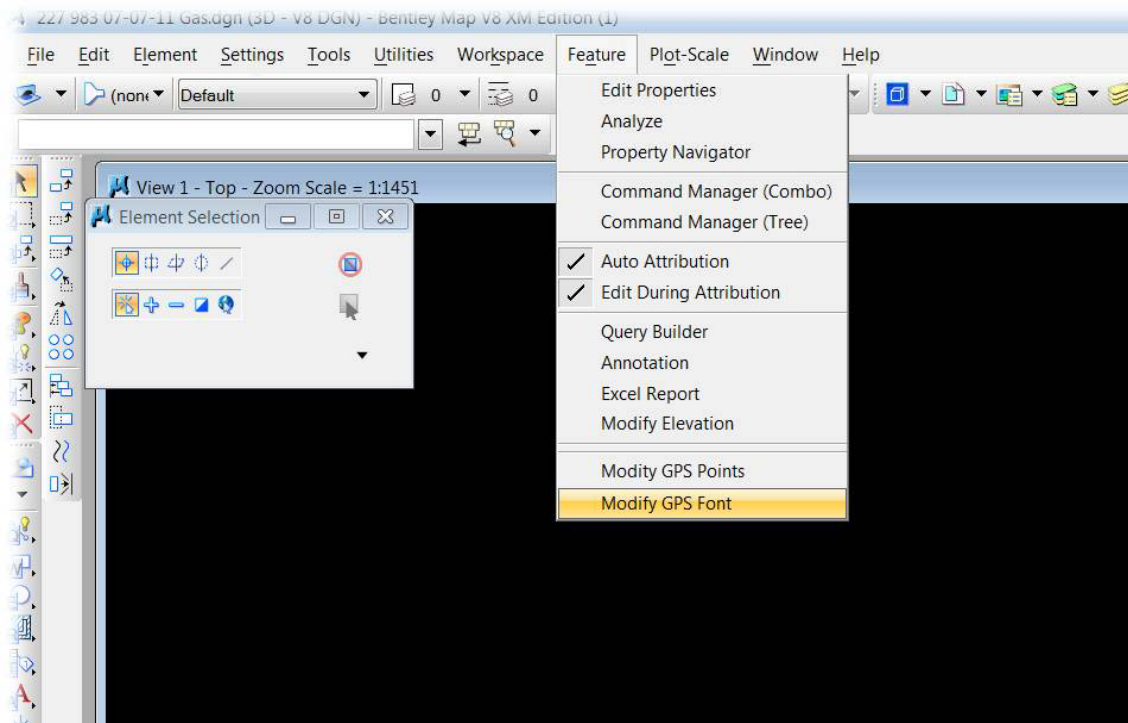 227 983 07-07-11 Gas.dgn (3D - V8 DGN) - Bentley Map V8 XM Edition (1)
File Edit Element Settings Tools Utilities Workspace Feature Plot-Scale Window Help
(none Default 0 0
Edit Properties
Analyze
Property Navigator
Command Manager (Combo)
Command Manager (Tree)
Auto Attribution
Edit During Attribution
Query Builder
Annotation
Excel Report
Modify Elevation
Modity GPS Points
Modify GPS Font
View 1 - Top - Zoom Scale = 1:1451
Element Selection